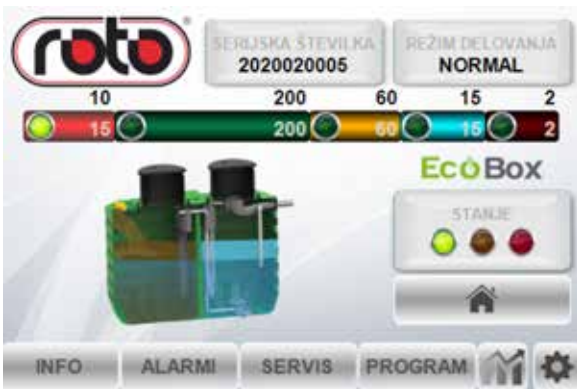 roto
SERIJSKA ŠTEVILKA
2020020005
REŽIM DELOVANJA
NORMAL
10 200 60 15 2
15 200 60 15 2
EcoBox
STANJE
INFO ALARMI SERVIS PROGRAM